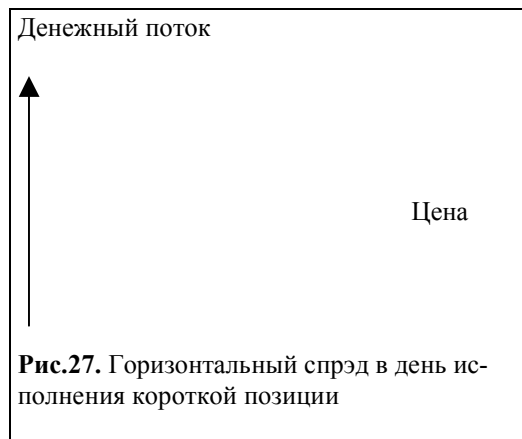 Денежный поток
Цена
Рис.27. Горизонтальный спрэд в день ис-
полнения короткой позиции